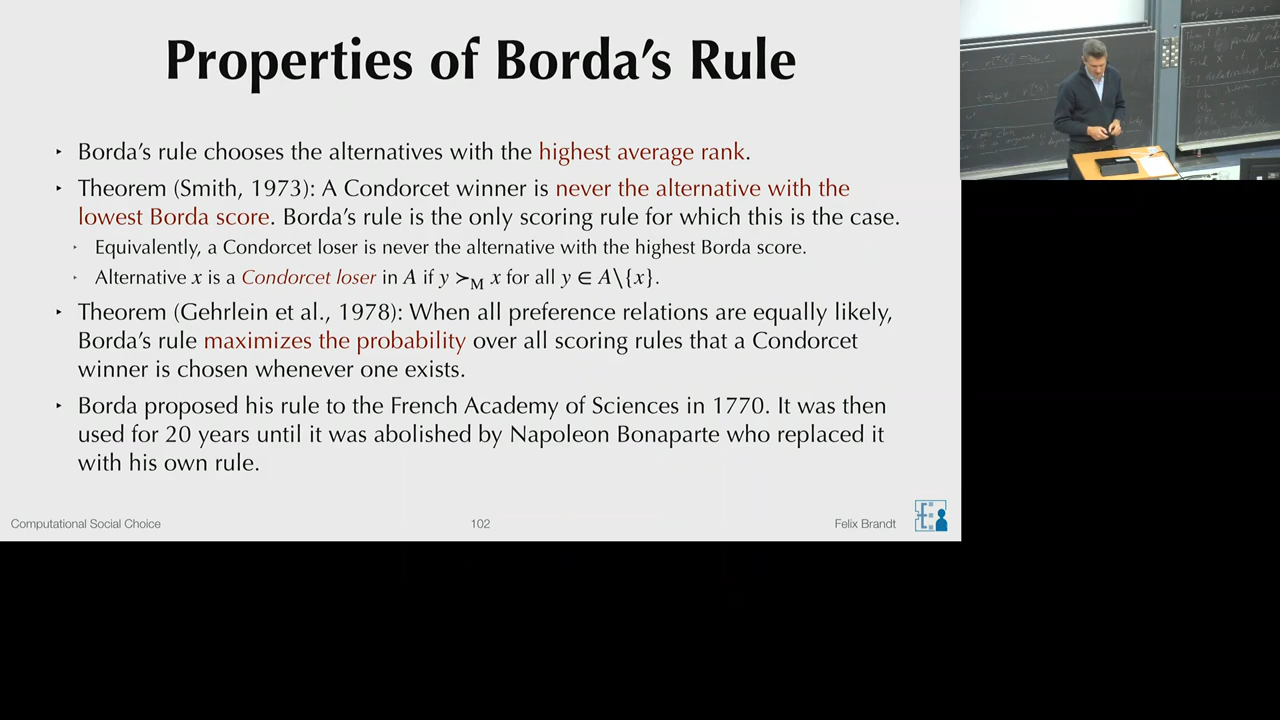 Properties of Borda's Rule
‣ Borda's rule chooses the alternatives with the highest average rank.
‣ Theorem (Smith, 1973): A Condorcet winner is never the alternative with the
lowest Borda score. Borda's rule is the only scoring rule for which this is the case.
‣ Equivalently, a Condorcet loser is never the alternative with the highest Borda score.
‣ Alternative x is a Condorcet loser in A if y ≻M x for all y ∈ A\{x}.
‣ Theorem (Gehrlein et al., 1978): When all preference relations are equally likely,
Borda's rule maximizes the probability over all scoring rules that a Condorcet
winner is chosen whenever one exists.
‣ Borda proposed his rule to the French Academy of Sciences in 1770. It was then
used for 20 years until it was abolished by Napoleon Bonaparte who replaced it
with his own rule.
Computational Social Choice
102
Felix Brandt